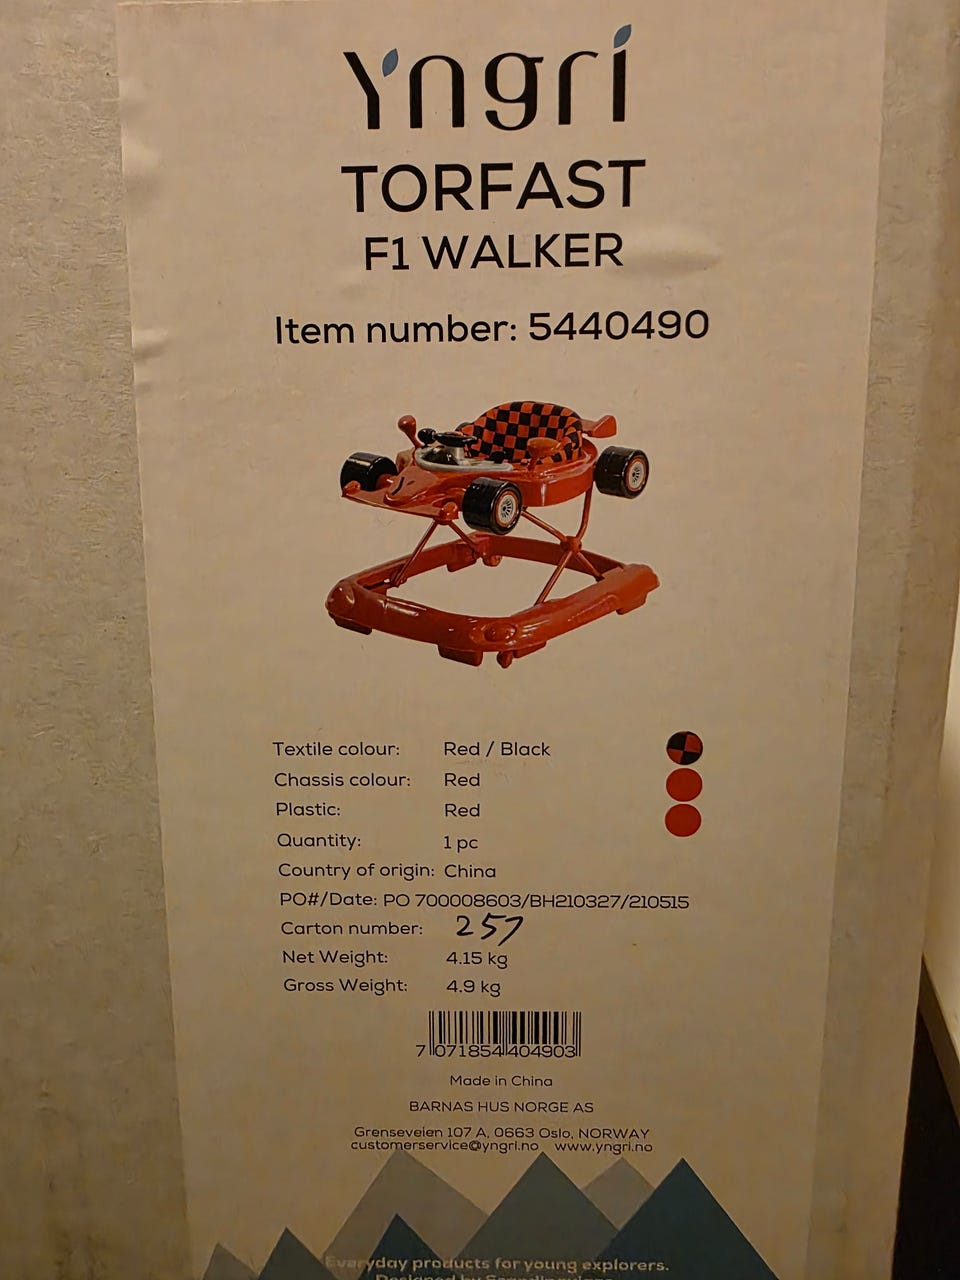 Yngri
TORFAST
F1 WALKER
Item number: 5440490
Textile colour: Red / Black
Chassis colour: Red
Plastic: Red
Quantity: 1 pc
Country of origin: China
PO#/Date: PO 700008603/BH210327/210515
Carton number: 257
Net Weight: 4.15 kg
Gross Weight: 4.9 kg
7 071854 404903
Made in China
BARNAS HUS NORGE AS
Grenseveien 107 A, 0663 Oslo, NORWAY
customerservice@yngri.no www.yngri.no
Everyday products for young explorers.
Designed by